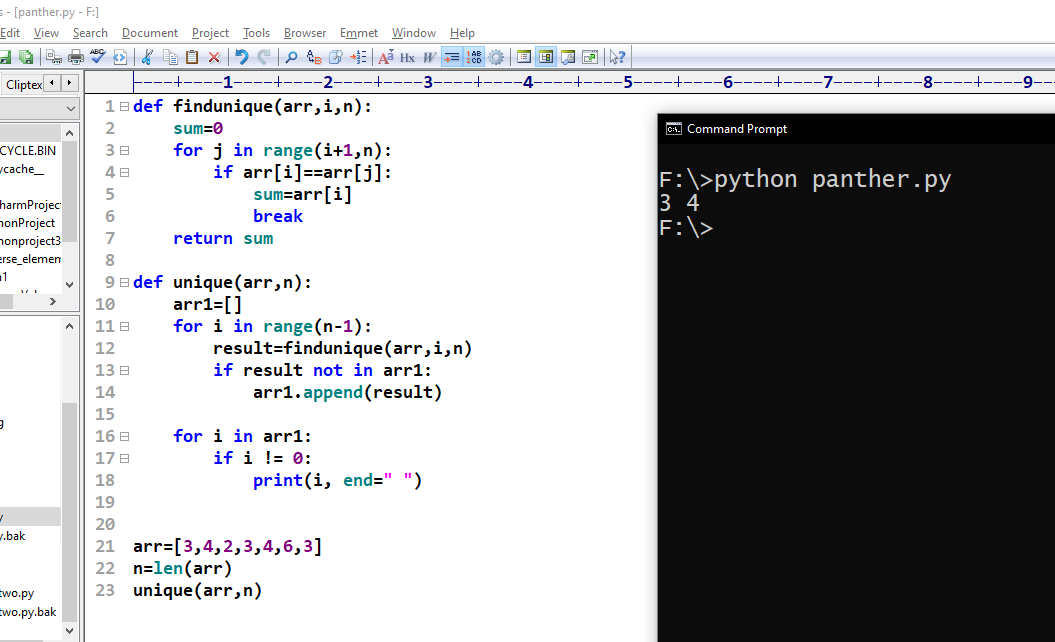 s - [panther.py - F:]
Edit View Search Document Project Tools Browser Emmet Window Help
Cliptex
----+----1----+----2----+----3----+----4----+----5----+----6----+----7----+----8----+----9--
CYCLE.BIN
ycache__
harmProjec
honProject
honproject3
erse_elemen
n1
g
y
y.bak
two.py
two.py.bak
1 def findunique(arr,i,n):
2 sum=0
3 for j in range(i+1,n):
4 if arr[i]==arr[j]:
5 sum=arr[i]
6 break
7 return sum
8
9 def unique(arr,n):
10 arr1=[]
11 for i in range(n-1):
12 result=findunique(arr,i,n)
13 if result not in arr1:
14 arr1.append(result)
15
16 for i in arr1:
17 if i != 0:
18 print(i, end=" ")
19
20
21 arr=[3,4,2,3,4,6,3]
22 n=len(arr)
23 unique(arr,n)
Command Prompt
F:\>python panther.py
3 4
F:\>